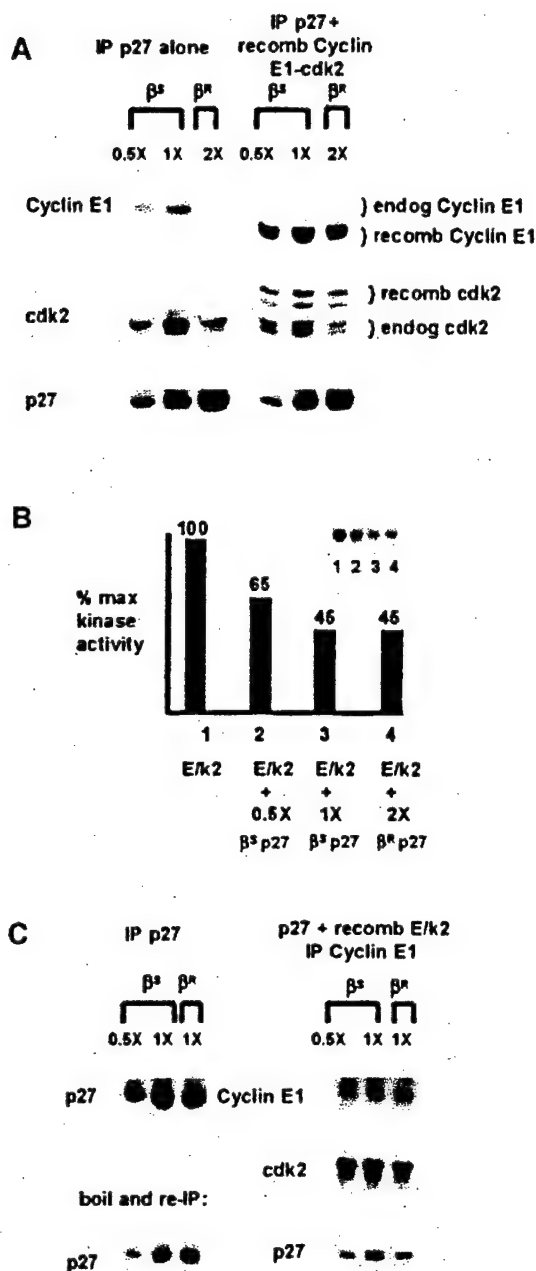 A
IP p27 alone
IP p27 +
recomb Cyclin
E1-cdk2
βS βR βS βR
0.5X 1X 2X 0.5X 1X 2X
Cyclin E1
} endog Cyclin E1
} recomb Cyclin E1
cdk2
} recomb cdk2
} endog cdk2
p27
B
% max
kinase
activity
100
65
45
45
1 2 3 4
1 2 3 4
E/k2 E/k2 E/k2 E/k2
+ + +
0.5X 1X 2X
βS p27 βS p27 βR p27
C
IP p27
p27 + recomb E/k2
IP Cyclin E1
βS βR βS βR
0.5X 1X 1X 0.5X 1X 1X
p27 Cyclin E1
cdk2
boil and re-IP:
p27 p27